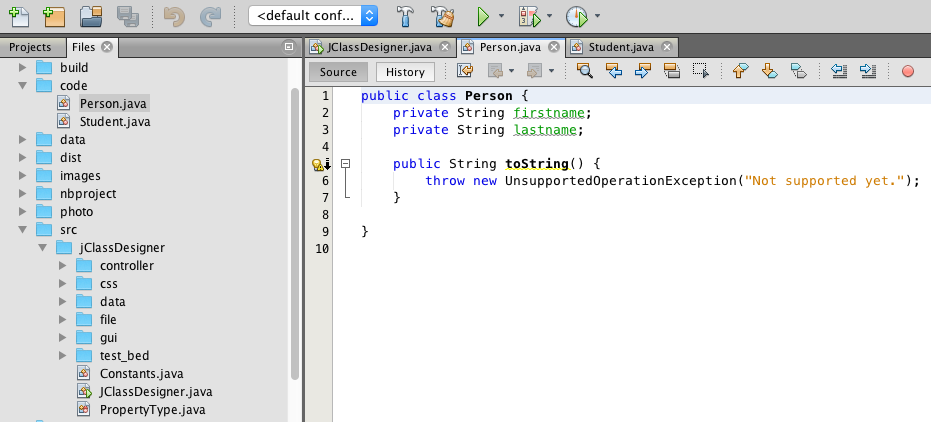 <default conf...
Projects
Files
build
code
Person.java
Student.java
data
dist
images
nbproject
photo
src
jClassDesigner
controller
css
data
file
gui
test_bed
Constants.java
JClassDesigner.java
PropertyType.java
JClassDesigner.java
Person.java
Student.java
Source
History
1 public class Person {
2 private String firstname;
3 private String lastname;
4
public String toString() {
6 throw new UnsupportedOperationException("Not supported yet.");
7 }
8
9 }
10